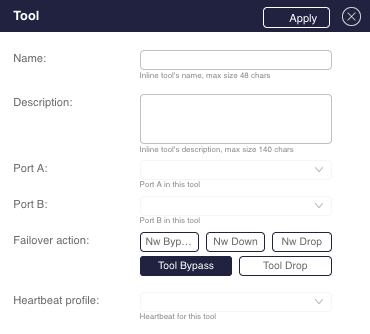 Tool Apply
Name:
Inline tool's name, max size 48 chars
Description:
Inline tool's description, max size 140 chars
Port A:
Port A in this tool
Port B:
Port B in this tool
Failover action: Nw Byp... Nw Down Nw Drop
Tool Bypass Tool Drop
Heartbeat profile:
Heartbeat for this tool